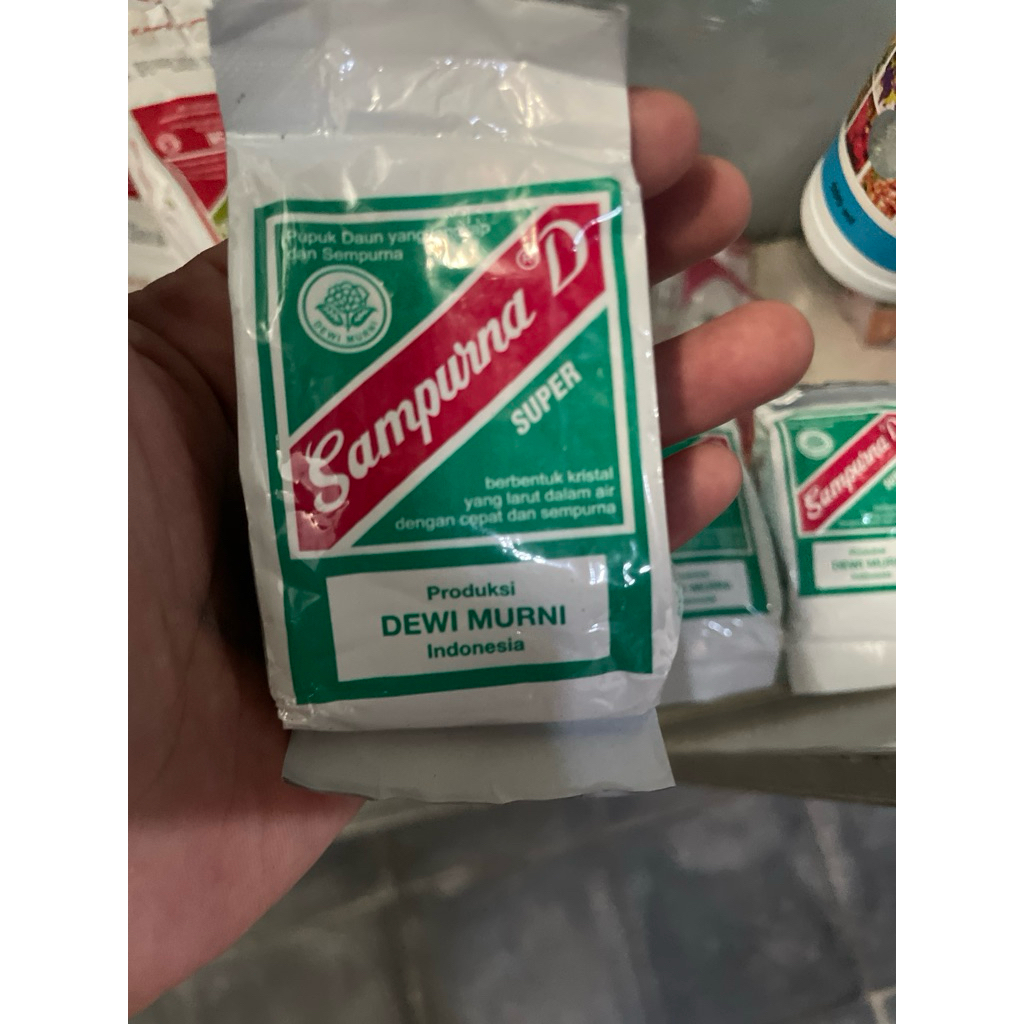 Pupuk Daun yang
dan Sempurna
DEWI MURNI
Sampurna D
®
SUPER
berbentuk kristal
yang larut dalam air
dengan cepat dan sempurna
Produksi
DEWI MURNI
Indonesia
Sampurna D